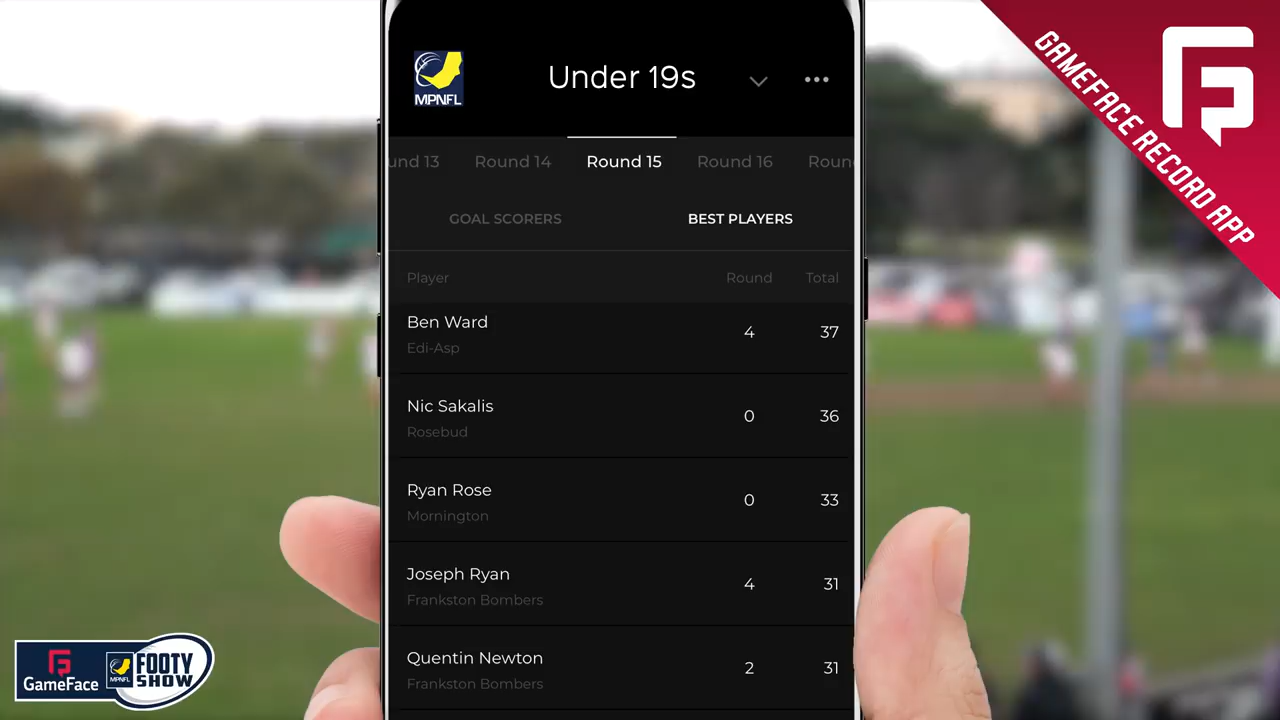 MPNFL
Under 19s
und 13 Round 14 Round 15 Round 16 Roun
GOAL SCORERS BEST PLAYERS
Player Round Total
Ben Ward 4 37
Edi-Asp
Nic Sakalis 0 36
Rosebud
Ryan Rose 0 33
Mornington
Joseph Ryan 4 31
Frankston Bombers
Quentin Newton 2 31
Frankston Bombers
GAMEFACE RECORD APP
GameFace
MPNFL
FOOTY
SHOW